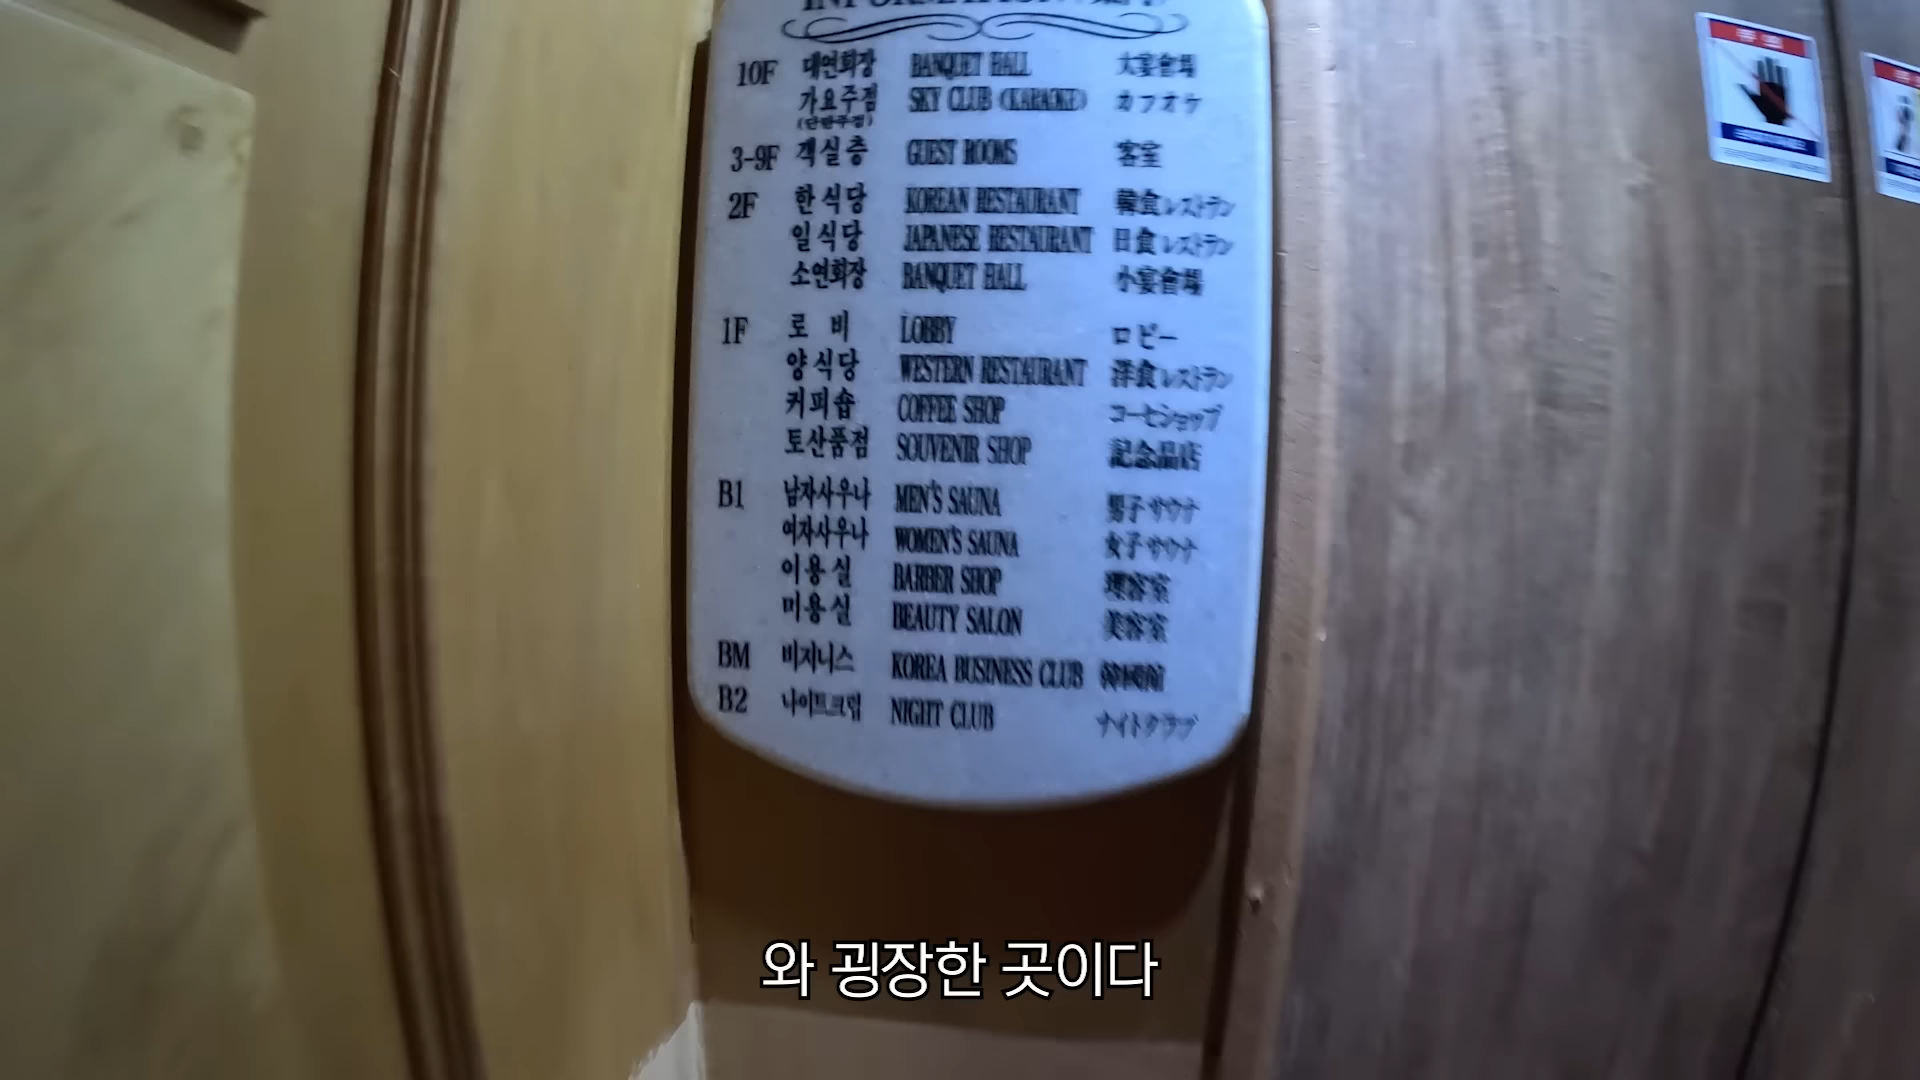 10F 대연회장 BANQUET HALL 大宴會場
가요주점 SKY CLUB (KARAOKE) カラオケ
(단란주점)
3-9F 객실층 GUEST ROOMS 客室
2F 한식당 KOREAN RESTAURANT 韓食レストラン
일식당 JAPANESE RESTAURANT 日食レストラン
소연회장 BANQUET HALL 小宴會場
1F 로비 LOBBY ロビー
양식당 WESTERN RESTAURANT 洋食レストラン
커피숍 COFFEE SHOP コーヒショップ
토산품점 SOUVENIR SHOP 記念品店
B1 남자사우나 MEN'S SAUNA 男子サウナ
여자사우나 WOMEN'S SAUNA 女子サウナ
이용실 BARBER SHOP 理容室
미용실 BEAUTY SALON 美容室
BM 비지니스 KOREA BUSINESS CLUB 韓國館
B2 나이트크럽 NIGHT CLUB ナイトクラブ
와 굉장한 곳이다